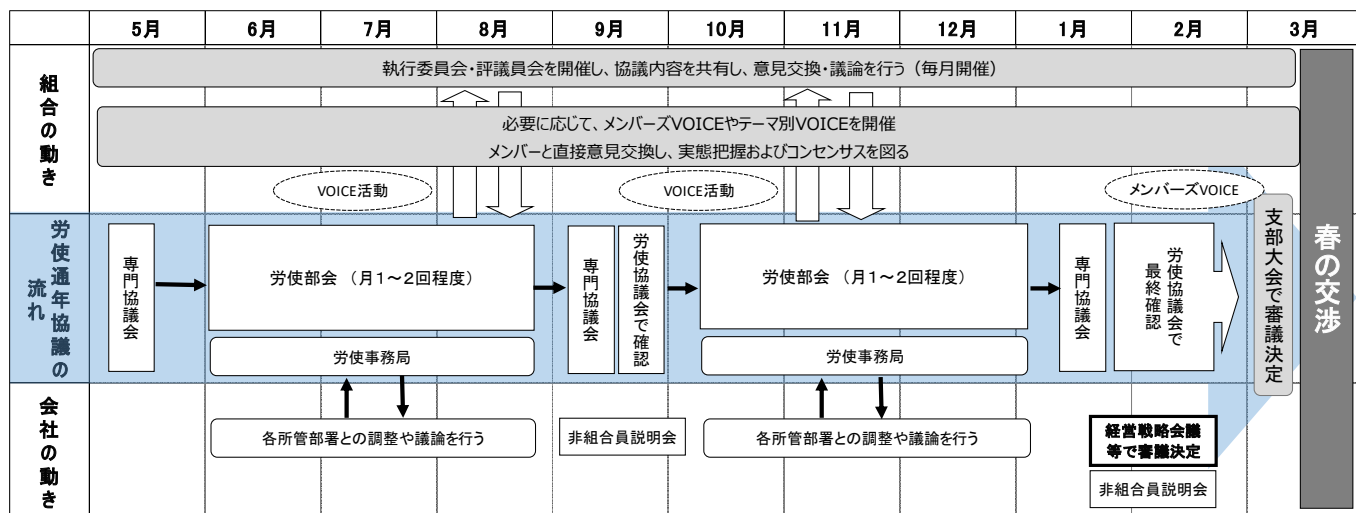 5月
6月
7月
8月
9月
10月
11月
12月
1月
2月
3月
組合の動き
執行委員会・評議員会を開催し、協議内容を共有し、意見交換・議論を行う（毎月開催）
必要に応じて、メンバーズVOICEやテーマ別VOICEを開催
メンバーと直接意見交換し、実態把握およびコンセンサスを図る
VOICE活動
VOICE活動
メンバーズVOICE
労使通年協議の
流れ
専門協議会
労使部会 （月１～２回程度）
労使事務局
専門協議会
労使協議会で確認
労使部会 （月１～２回程度）
労使事務局
専門協議会
労使協議会で
最終確認
支部大会で審議決定
春の交渉
会社の動き
各所管部署との調整や議論を行う
非組合員説明会
各所管部署との調整や議論を行う
経営戦略会議
等で審議決定
非組合員説明会